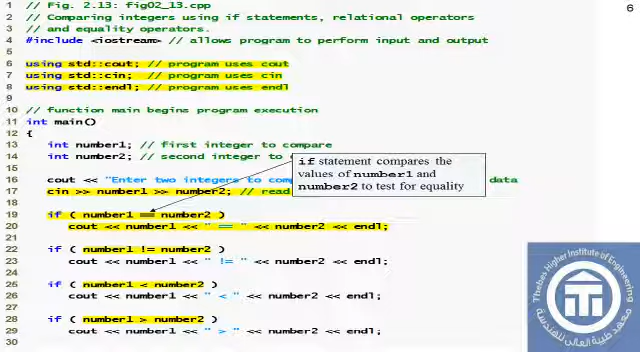 6
1 // Fig. 2.13: fig02_13.cpp
2 // Comparing integers using if statements, relational operators
3 // and equality operators.
4 #include <iostream> // allows program to perform input and output
5
6 using std::cout; // program uses cout
7 using std::cin; // program uses cin
8 using std::endl; // program uses endl
9
10 // function main begins program execution
11 int main()
12 {
13 int number1; // first integer to compare
14 int number2; // second integer to
15
if statement compares the
values of number1 and
number2 to test for equality
16 cout << "Enter two integers to data
17 cin >> number1 >> number2; // read
18
19 if ( number1 == number2 )
20 cout << number1 << " == " << number2 << endl;
21
22 if ( number1 != number2 )
23 cout << number1 << " != " << number2 << endl;
24
25 if ( number1 < number2 )
26 cout << number1 << " < " << number2 << endl;
27
28 if ( number1 > number2 )
29 cout << number1 << " > " << number2 << endl;
30
Thebes Higher Institute of Engineering
معهد طيبة العالى للهندسة